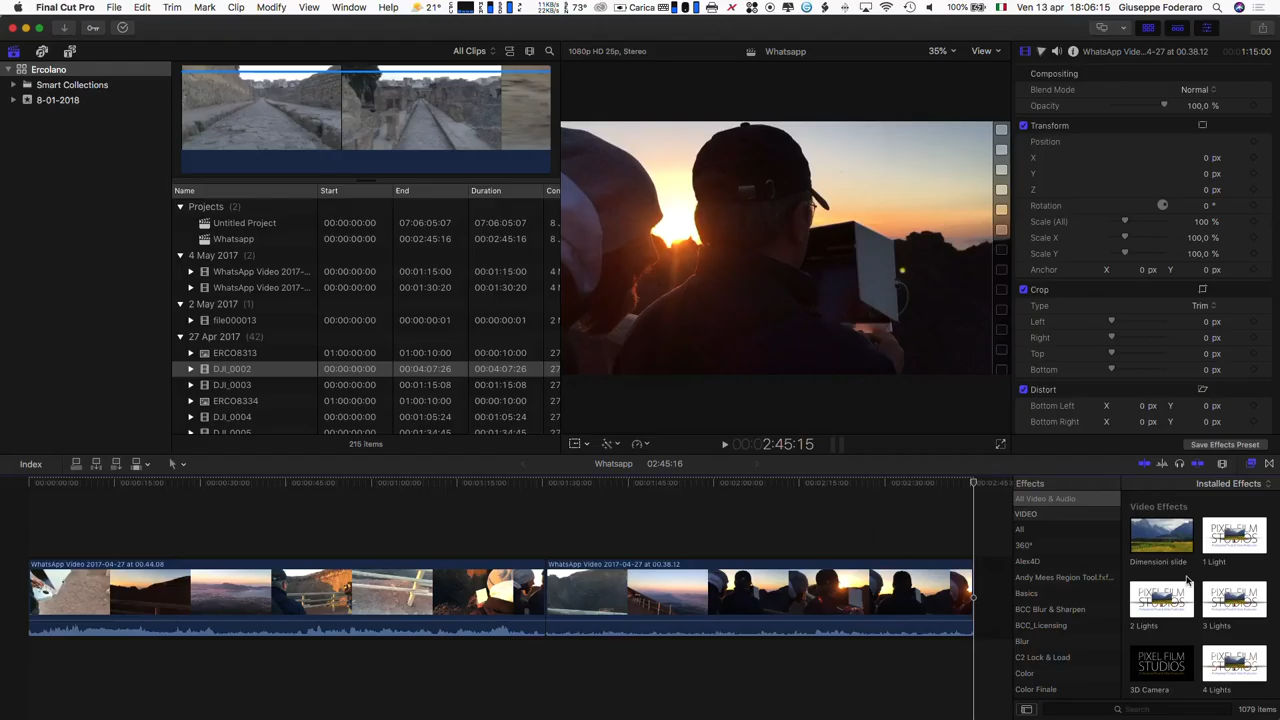 Final Cut Pro File Edit Trim Mark Clip Modify View Window Help 21° 11KB 22KB 73° Carica 100% Ven 13 apr 18:06:15 Giuseppe Foderaro
All Clips 1080p HD 25p, Stereo Whatsapp 35% View WhatsApp Vide...4-27 at 00.38.12 1:15:00
Ercolano
Smart Collections
8-01-2018
Name Start End Duration
Projects (2)
Untitled Project 00:00:00:00 07:06:05:07 07:06:05:07
Whatsapp 00:00:00:00 00:02:45:16 00:02:45:16
4 May 2017 (2)
WhatsApp Video 2017-... 00:00:00:00 00:01:15:00 00:01:15:00
WhatsApp Video 2017-... 00:00:00:00 00:01:30:20 00:01:30:20
2 May 2017 (1)
file000013 00:00:00:00 00:00:00:01 00:00:00:01
27 Apr 2017 (42)
ERCO8313 01:00:00:00 01:00:10:00 00:00:10:00
DJI_0002 00:00:00:00 00:04:07:26 00:04:07:26
DJI_0003 00:00:00:00 00:01:15:08 00:01:15:08
ERCO8334 01:00:00:00 01:00:10:00 00:00:10:00
DJI_0004 00:00:00:00 00:01:05:24 00:01:05:24
DJI_0005 00:00:00:00 00:01:34:45 00:01:34:45
215 items
2:45:15
Compositing
Blend Mode Normal
Opacity 100,0 %
Transform
Position
X 0 px
Y 0 px
Z 0 px
Rotation 0 °
Scale (All) 100 %
Scale X 100,0 %
Scale Y 100,0 %
Anchor X 0 px Y 0 px
Crop
Type Trim
Left 0 px
Right 0 px
Top 0 px
Bottom 0 px
Distort
Bottom Left X 0 px Y 0 px
Bottom Right X 0 px Y 0 px
Save Effects Preset
Index Whatsapp 02:45:16
00:00:00:00 00:00:15:00 00:00:30:00 00:00:45:00 00:01:00:00 00:01:15:00 00:01:30:00 00:01:45:00 00:02:00:00 00:02:15:00 00:02:30:00
WhatsApp Video 2017-04-27 at 00.44.08 WhatsApp Video 2017-04-27 at 00.38.12
Effects Installed Effects
All Video & Audio
VIDEO
All
360°
Alex4D
Andy Mees Region Tool.fxf...
Basics
BCC Blur & Sharpen
BCC_Licensing
Blur
C2 Lock & Load
Color
Color Finale
Video Effects
PIXEL FILM
STUDIOS
Dimensioni slide 1 Light
PIXEL FILM PIXEL FILM
STUDIOS STUDIOS
2 Lights 3 Lights
PIXEL FILM PIXEL FILM
STUDIOS STUDIOS
3D Camera 4 Lights
Search 1079 items